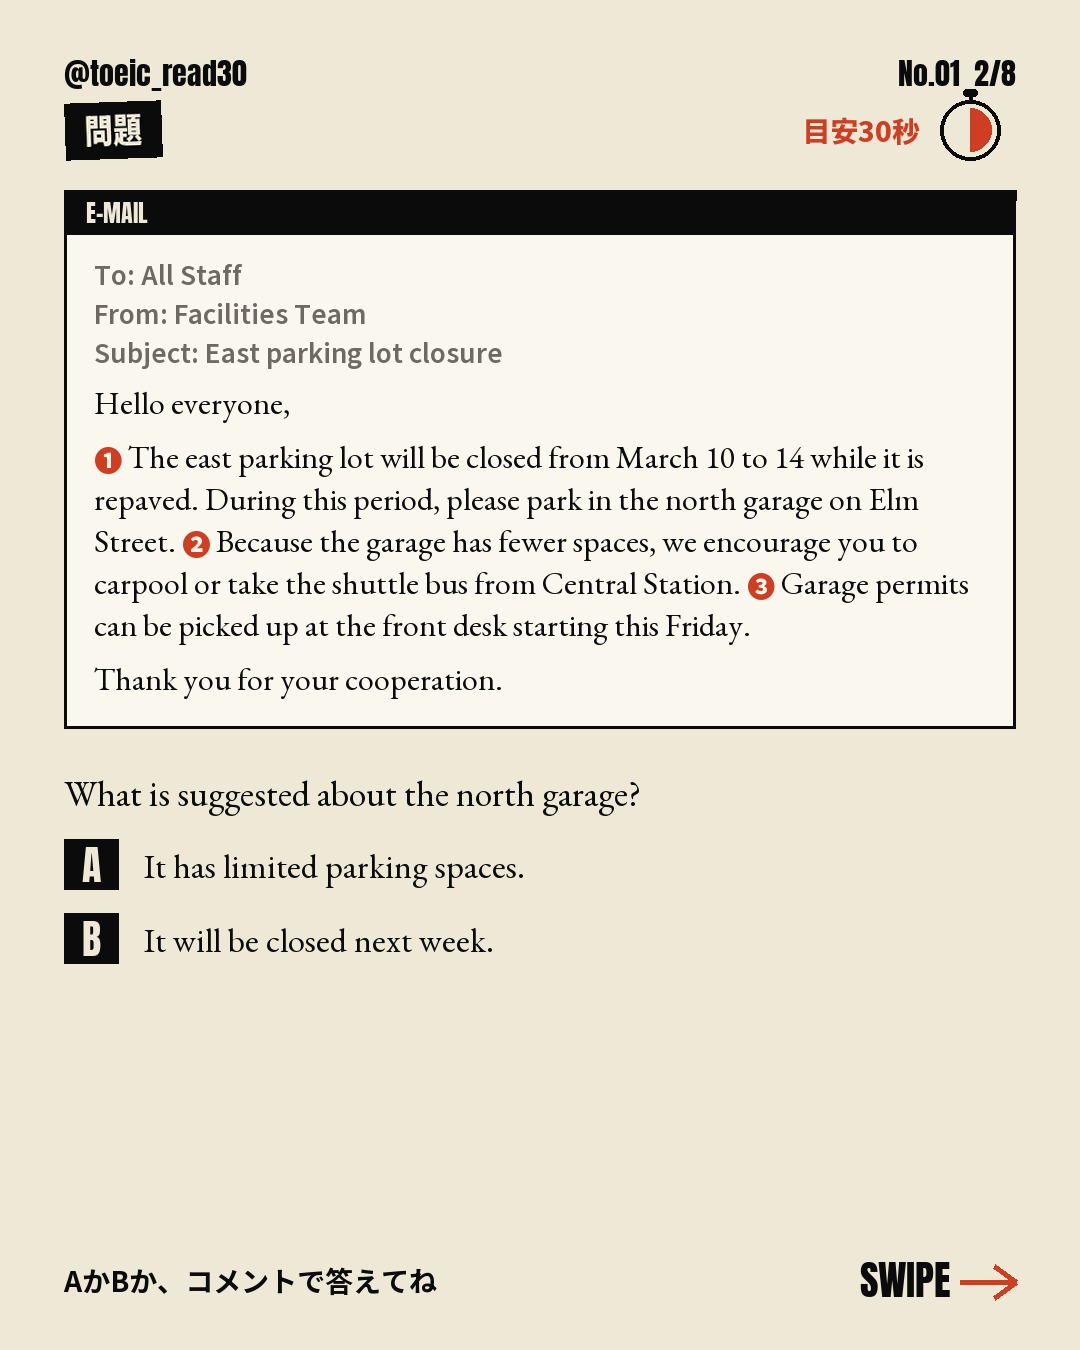 @toeic_read30
No.01 2/8
問題
目安30秒
E-MAIL
To: All Staff
From: Facilities Team
Subject: East parking lot closure
Hello everyone,
❶ The east parking lot will be closed from March 10 to 14 while it is
repaved. During this period, please park in the north garage on Elm
Street. ❷ Because the garage has fewer spaces, we encourage you to
carpool or take the shuttle bus from Central Station. ❸ Garage permits
can be picked up at the front desk starting this Friday.
Thank you for your cooperation.
What is suggested about the north garage?
A It has limited parking spaces.
B It will be closed next week.
AかBか、コメントで答えてね
SWIPE